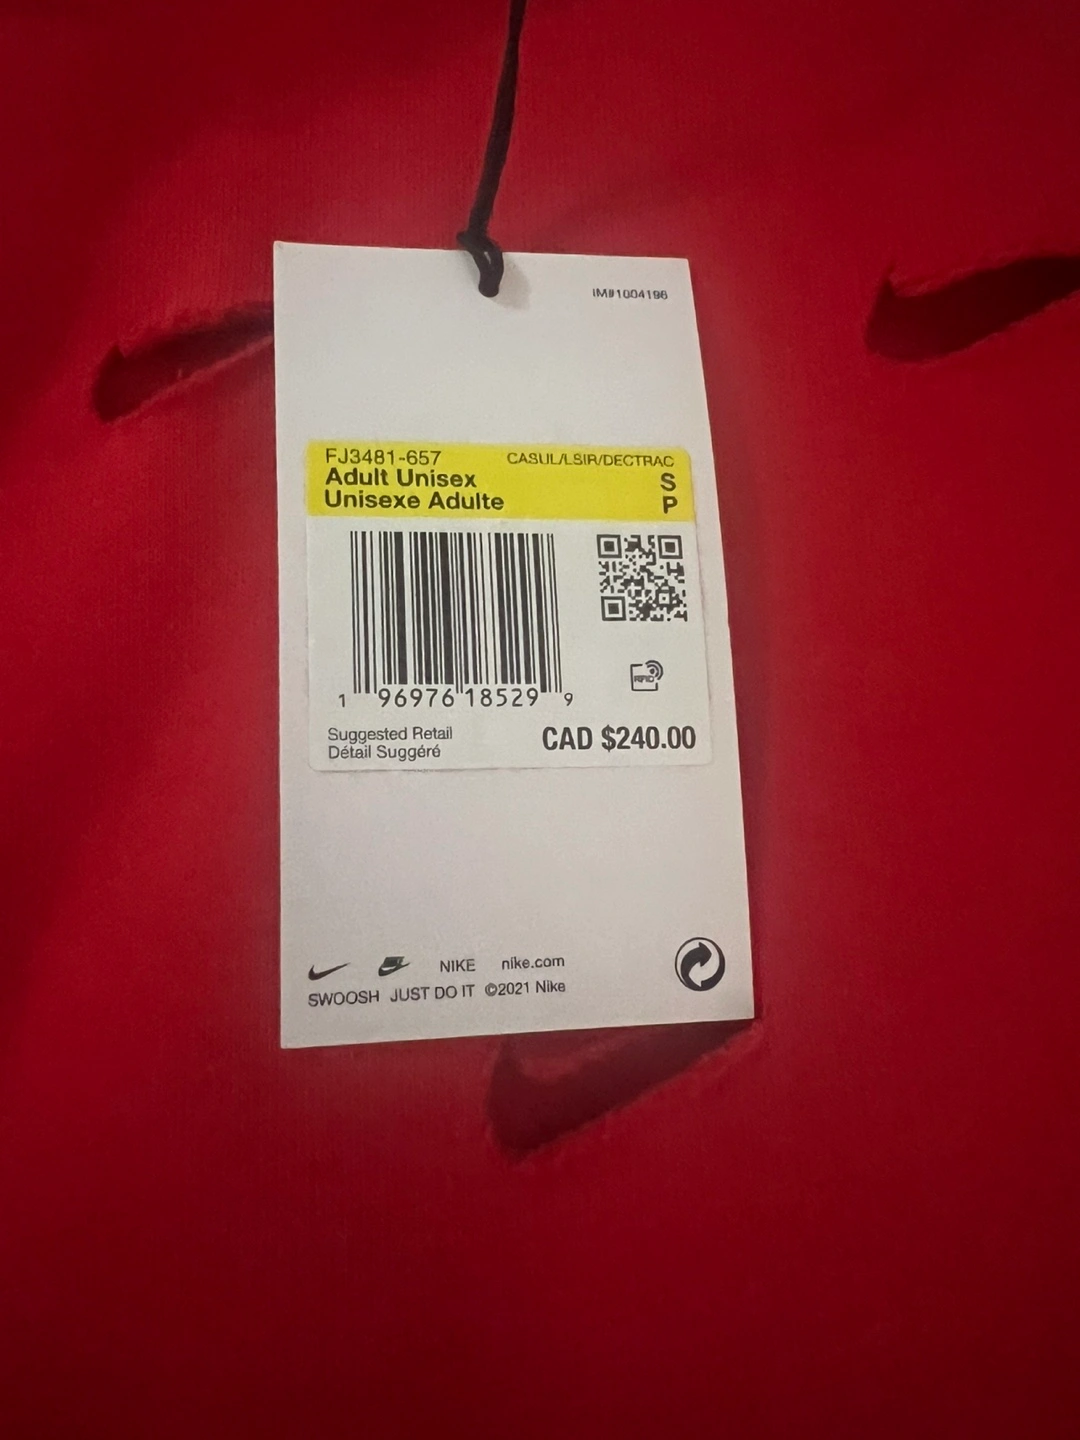 IM#1004196
FJ3481-657 CASUL/LSIR/DECTRAC
Adult Unisex S
Unisexe Adulte P
RFID
1 96976 18529 9
Suggested Retail
Détail Suggéré CAD $240.00
NIKE nike.com
SWOOSH JUST DO IT ©2021 Nike